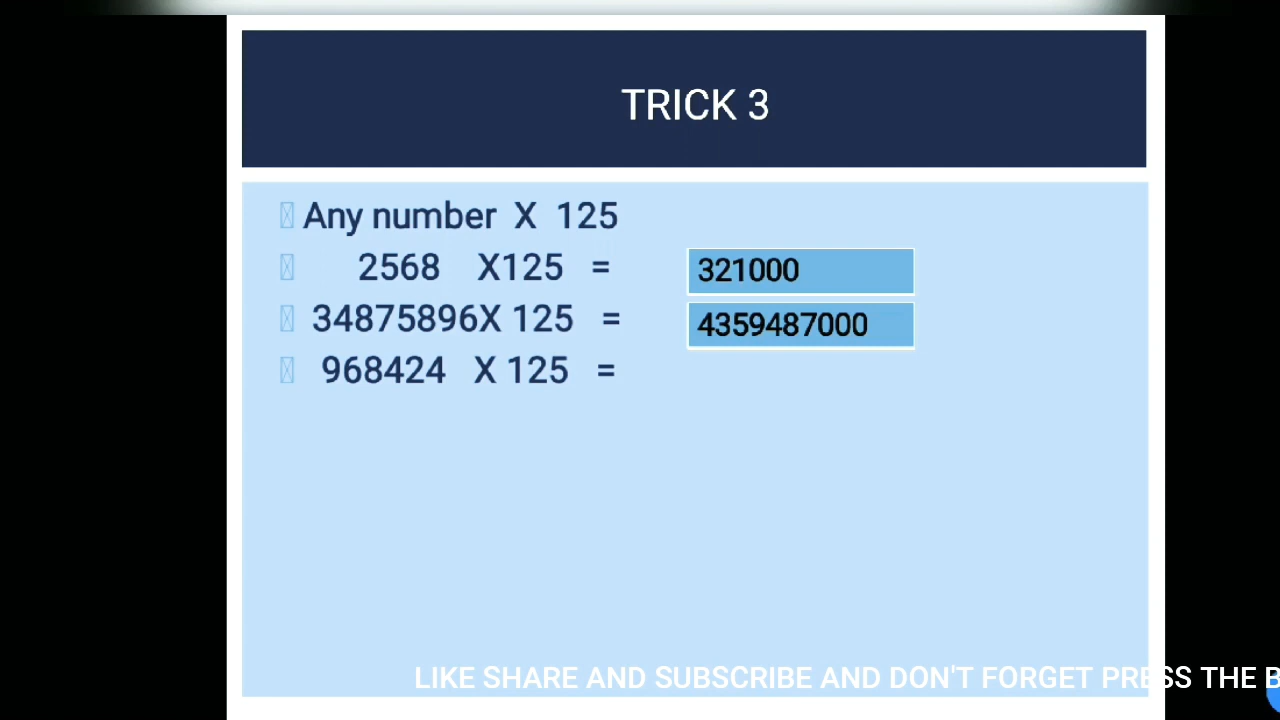 TRICK 3
Any number X 125
2568 X125 = 321000
34875896X 125 = 4359487000
968424 X 125 =
LIKE SHARE AND SUBSCRIBE AND DON'T FORGET PRESS THE B